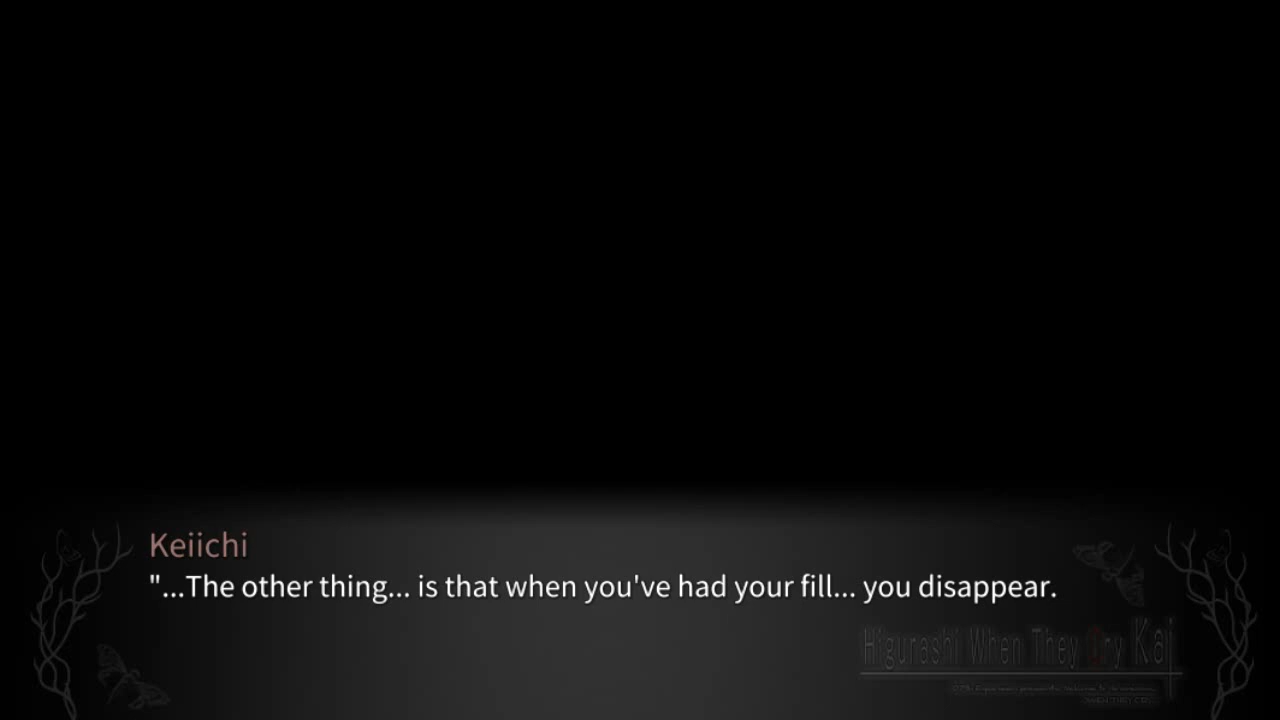 Keiichi
"...The other thing... is that when you've had your fill... you disappear.
Higurashi When They Cry Kai